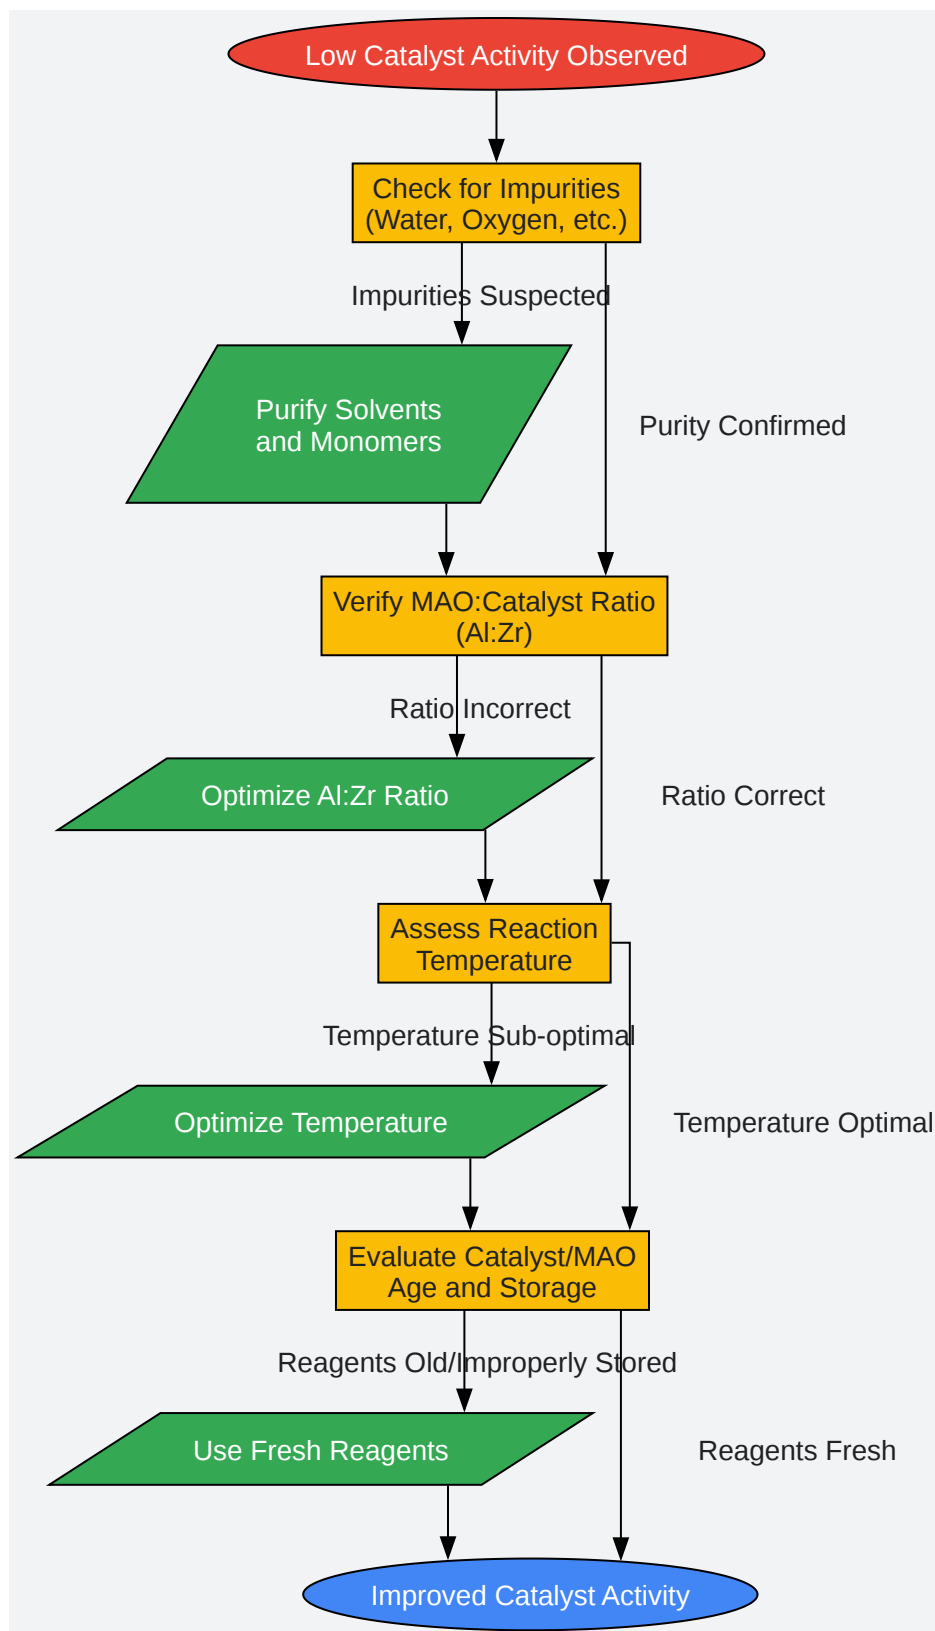 Low Catalyst Activity Observed
Check for Impurities
(Water, Oxygen, etc.)
Impurities Suspected
Purify Solvents
and Monomers
Purity Confirmed
Verify MAO:Catalyst Ratio
(Al:Zr)
Ratio Incorrect
Optimize Al:Zr Ratio
Ratio Correct
Assess Reaction
Temperature
Temperature Sub-optimal
Optimize Temperature
Temperature Optimal
Evaluate Catalyst/MAO
Age and Storage
Reagents Old/Improperly Stored
Use Fresh Reagents
Reagents Fresh
Improved Catalyst Activity